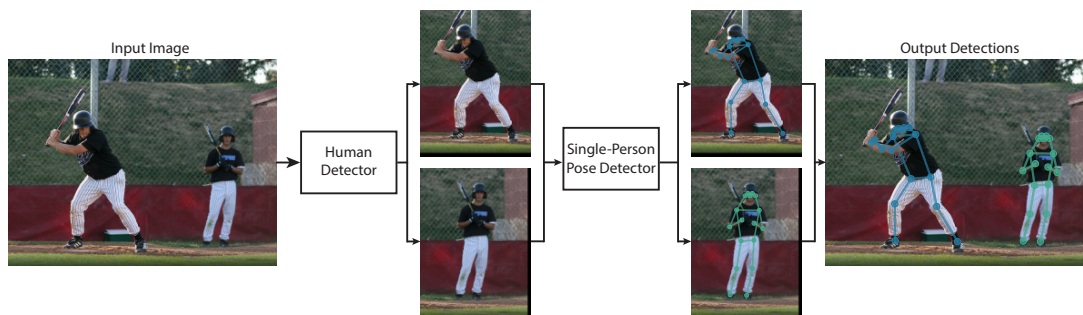 Input Image
Human
Detector
Single-Person
Pose Detector
Output Detections